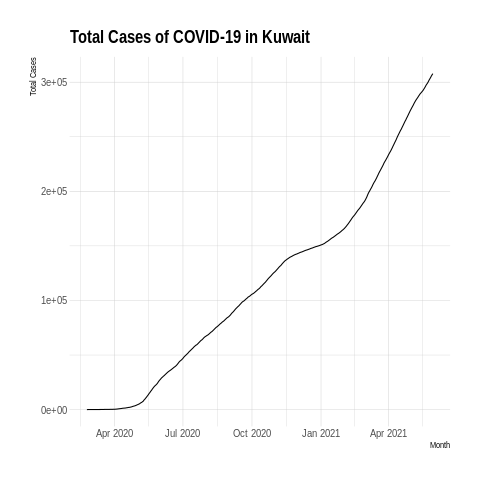 Total Cases of COVID-19 in Kuwait
Total Cases
3e+05
2e+05
1e+05
0e+00
Apr 2020 Jul 2020 Oct 2020 Jan 2021 Apr 2021
Month